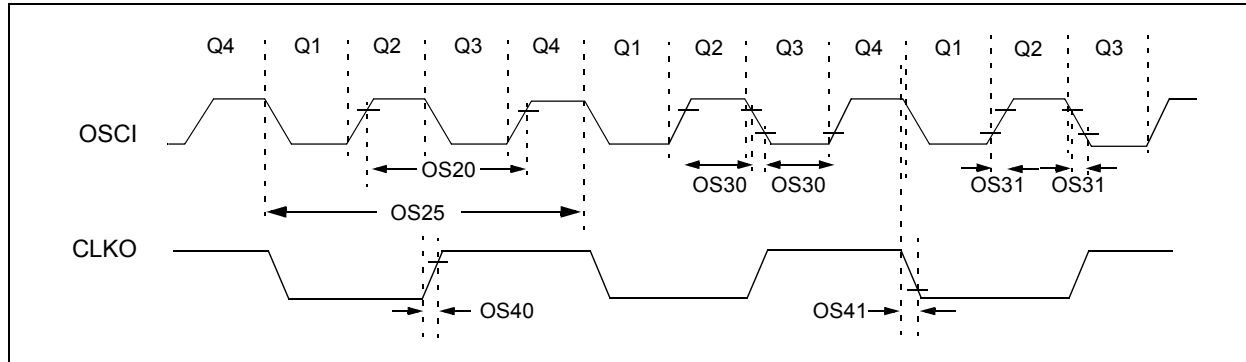 Q4 Q1 Q2 Q3 Q4 Q1 Q2 Q3 Q4 Q1 Q2 Q3
OSCI
OS20
OS30 OS30
OS31 OS31
OS25
CLKO
OS40
OS41